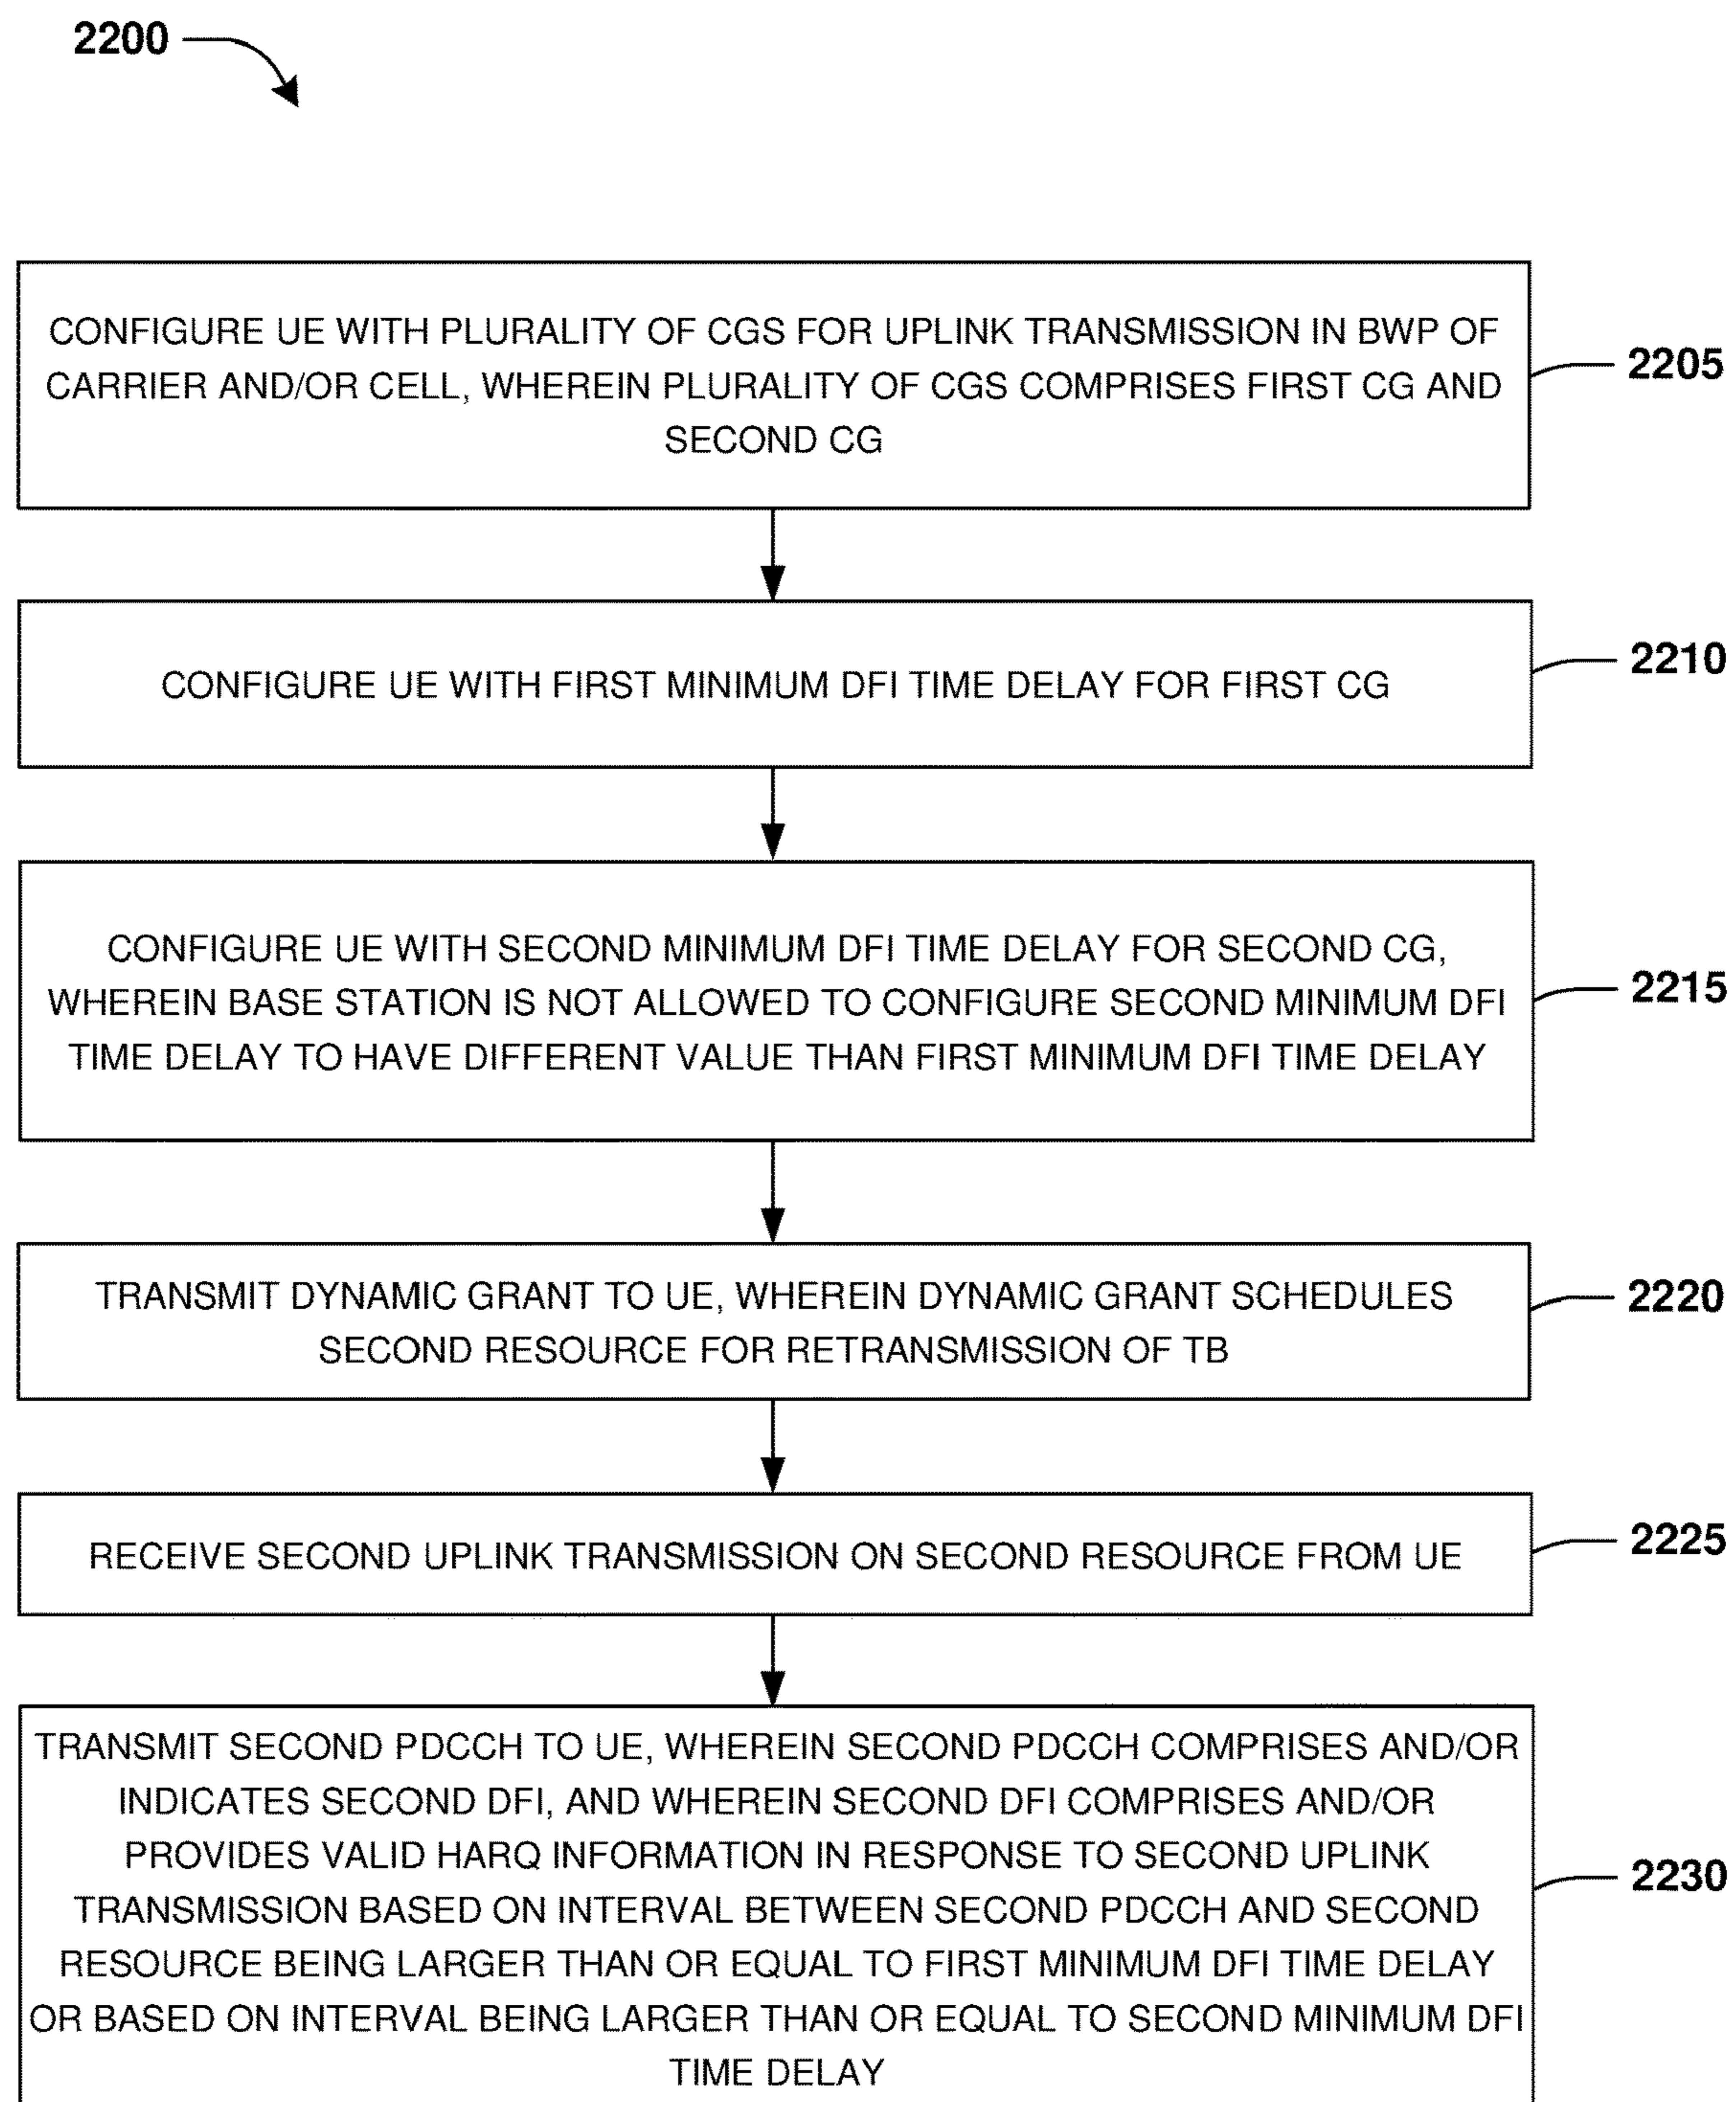 2200
CONFIGURE UE WITH PLURALITY OF CGS FOR UPLINK TRANSMISSION IN BWP OF
CARRIER AND/OR CELL, WHEREIN PLURALITY OF CGS COMPRISES FIRST CG AND
SECOND CG
2205
CONFIGURE UE WITH FIRST MINIMUM DFI TIME DELAY FOR FIRST CG
2210
CONFIGURE UE WITH SECOND MINIMUM DFI TIME DELAY FOR SECOND CG,
WHEREIN BASE STATION IS NOT ALLOWED TO CONFIGURE SECOND MINIMUM DFI
TIME DELAY TO HAVE DIFFERENT VALUE THAN FIRST MINIMUM DFI TIME DELAY
2215
TRANSMIT DYNAMIC GRANT TO UE, WHEREIN DYNAMIC GRANT SCHEDULES
SECOND RESOURCE FOR RETRANSMISSION OF TB
2220
RECEIVE SECOND UPLINK TRANSMISSION ON SECOND RESOURCE FROM UE
2225
TRANSMIT SECOND PDCCH TO UE, WHEREIN SECOND PDCCH COMPRISES AND/OR
INDICATES SECOND DFI, AND WHEREIN SECOND DFI COMPRISES AND/OR
PROVIDES VALID HARQ INFORMATION IN RESPONSE TO SECOND UPLINK
TRANSMISSION BASED ON INTERVAL BETWEEN SECOND PDCCH AND SECOND
RESOURCE BEING LARGER THAN OR EQUAL TO FIRST MINIMUM DFI TIME DELAY
OR BASED ON INTERVAL BEING LARGER THAN OR EQUAL TO SECOND MINIMUM DFI
TIME DELAY
2230